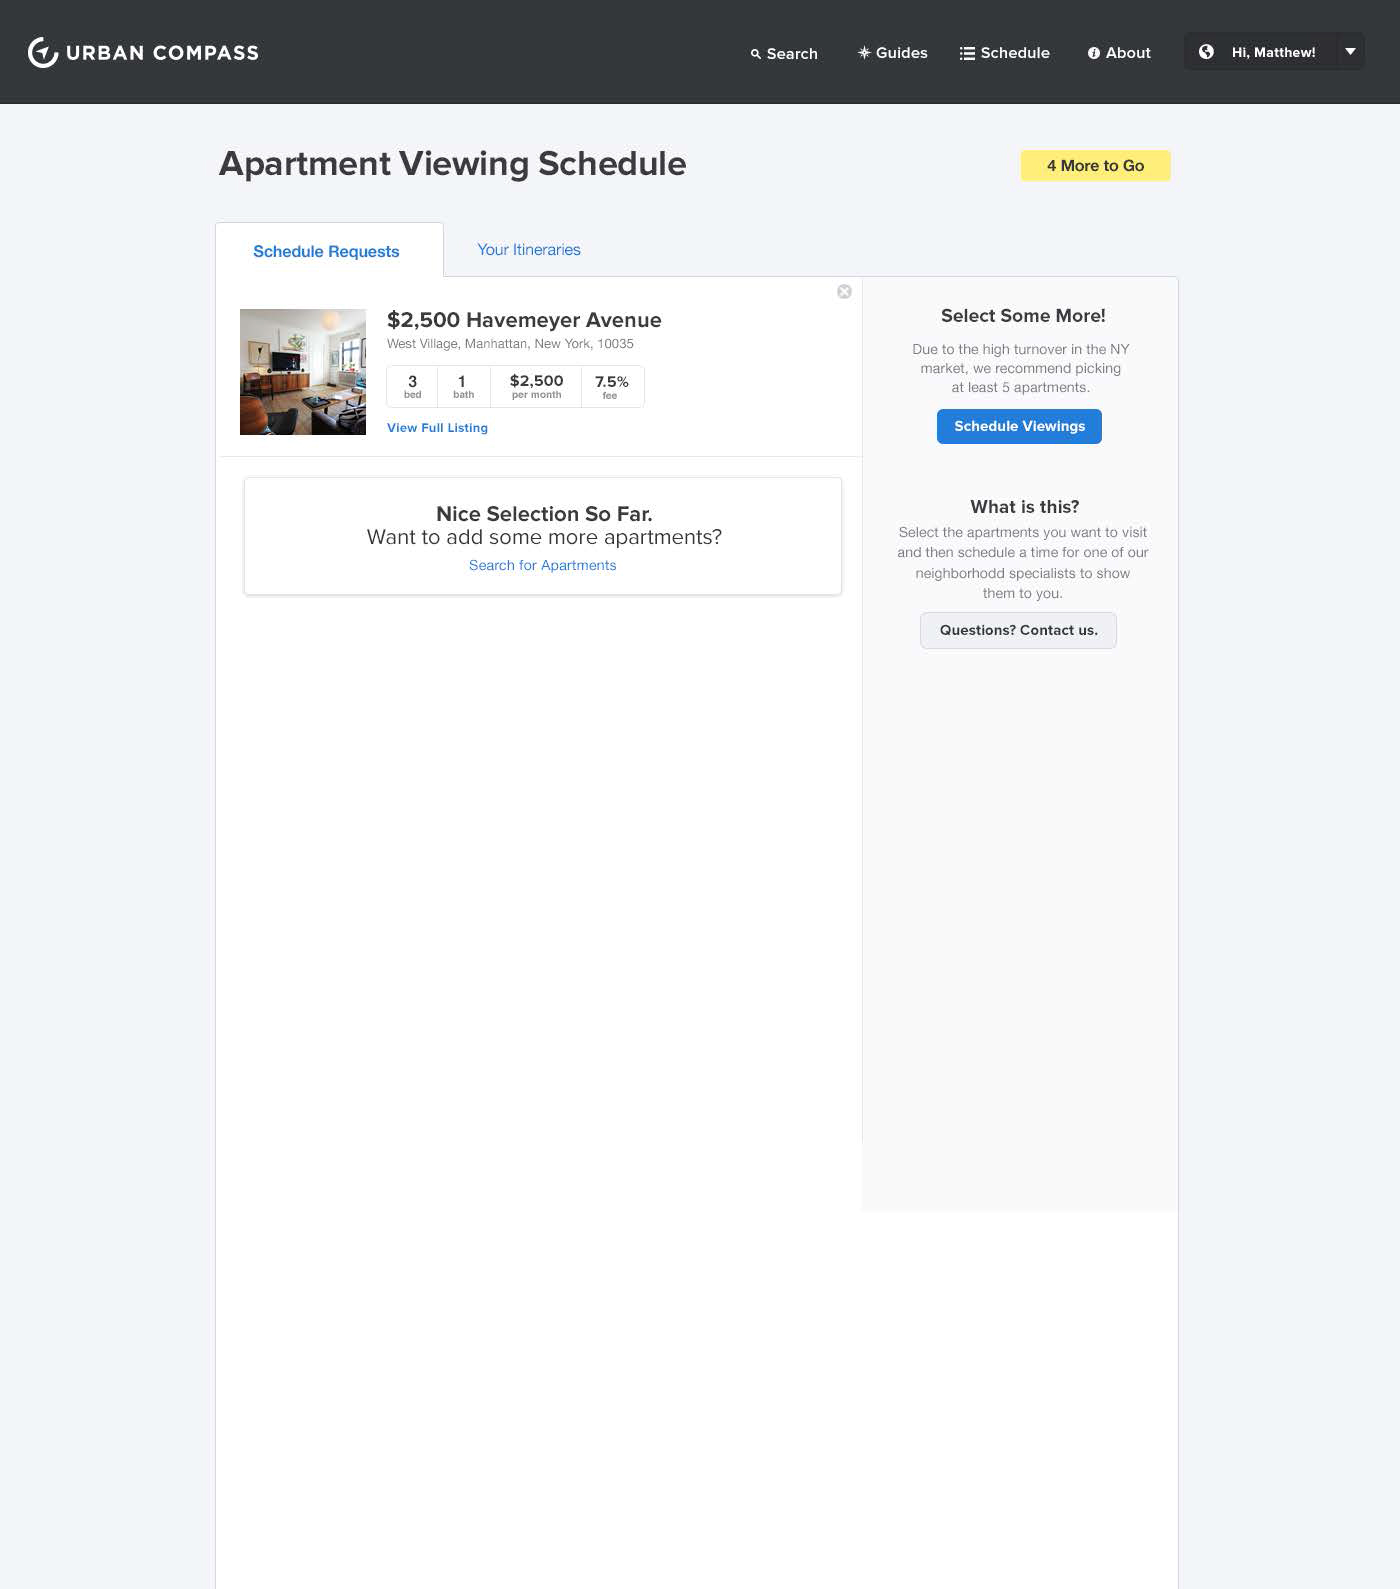 URBAN COMPASS
Search
Guides
Schedule
About
Hi, Matthew!
Apartment Viewing Schedule
4 More to Go
Schedule Requests
Your Itineraries
$2,500 Havemeyer Avenue
West Village, Manhattan, New York, 10035
3
bed
1
bath
$2,500
per month
7.5%
fee
View Full Listing
Nice Selection So Far.
Want to add some more apartments?
Search for Apartments
Select Some More!
Due to the high turnover in the NY
market, we recommend picking
at least 5 apartments.
Schedule Viewings
What is this?
Select the apartments you want to visit
and then schedule a time for one of our
neighborhodd specialists to show
them to you.
Questions? Contact us.